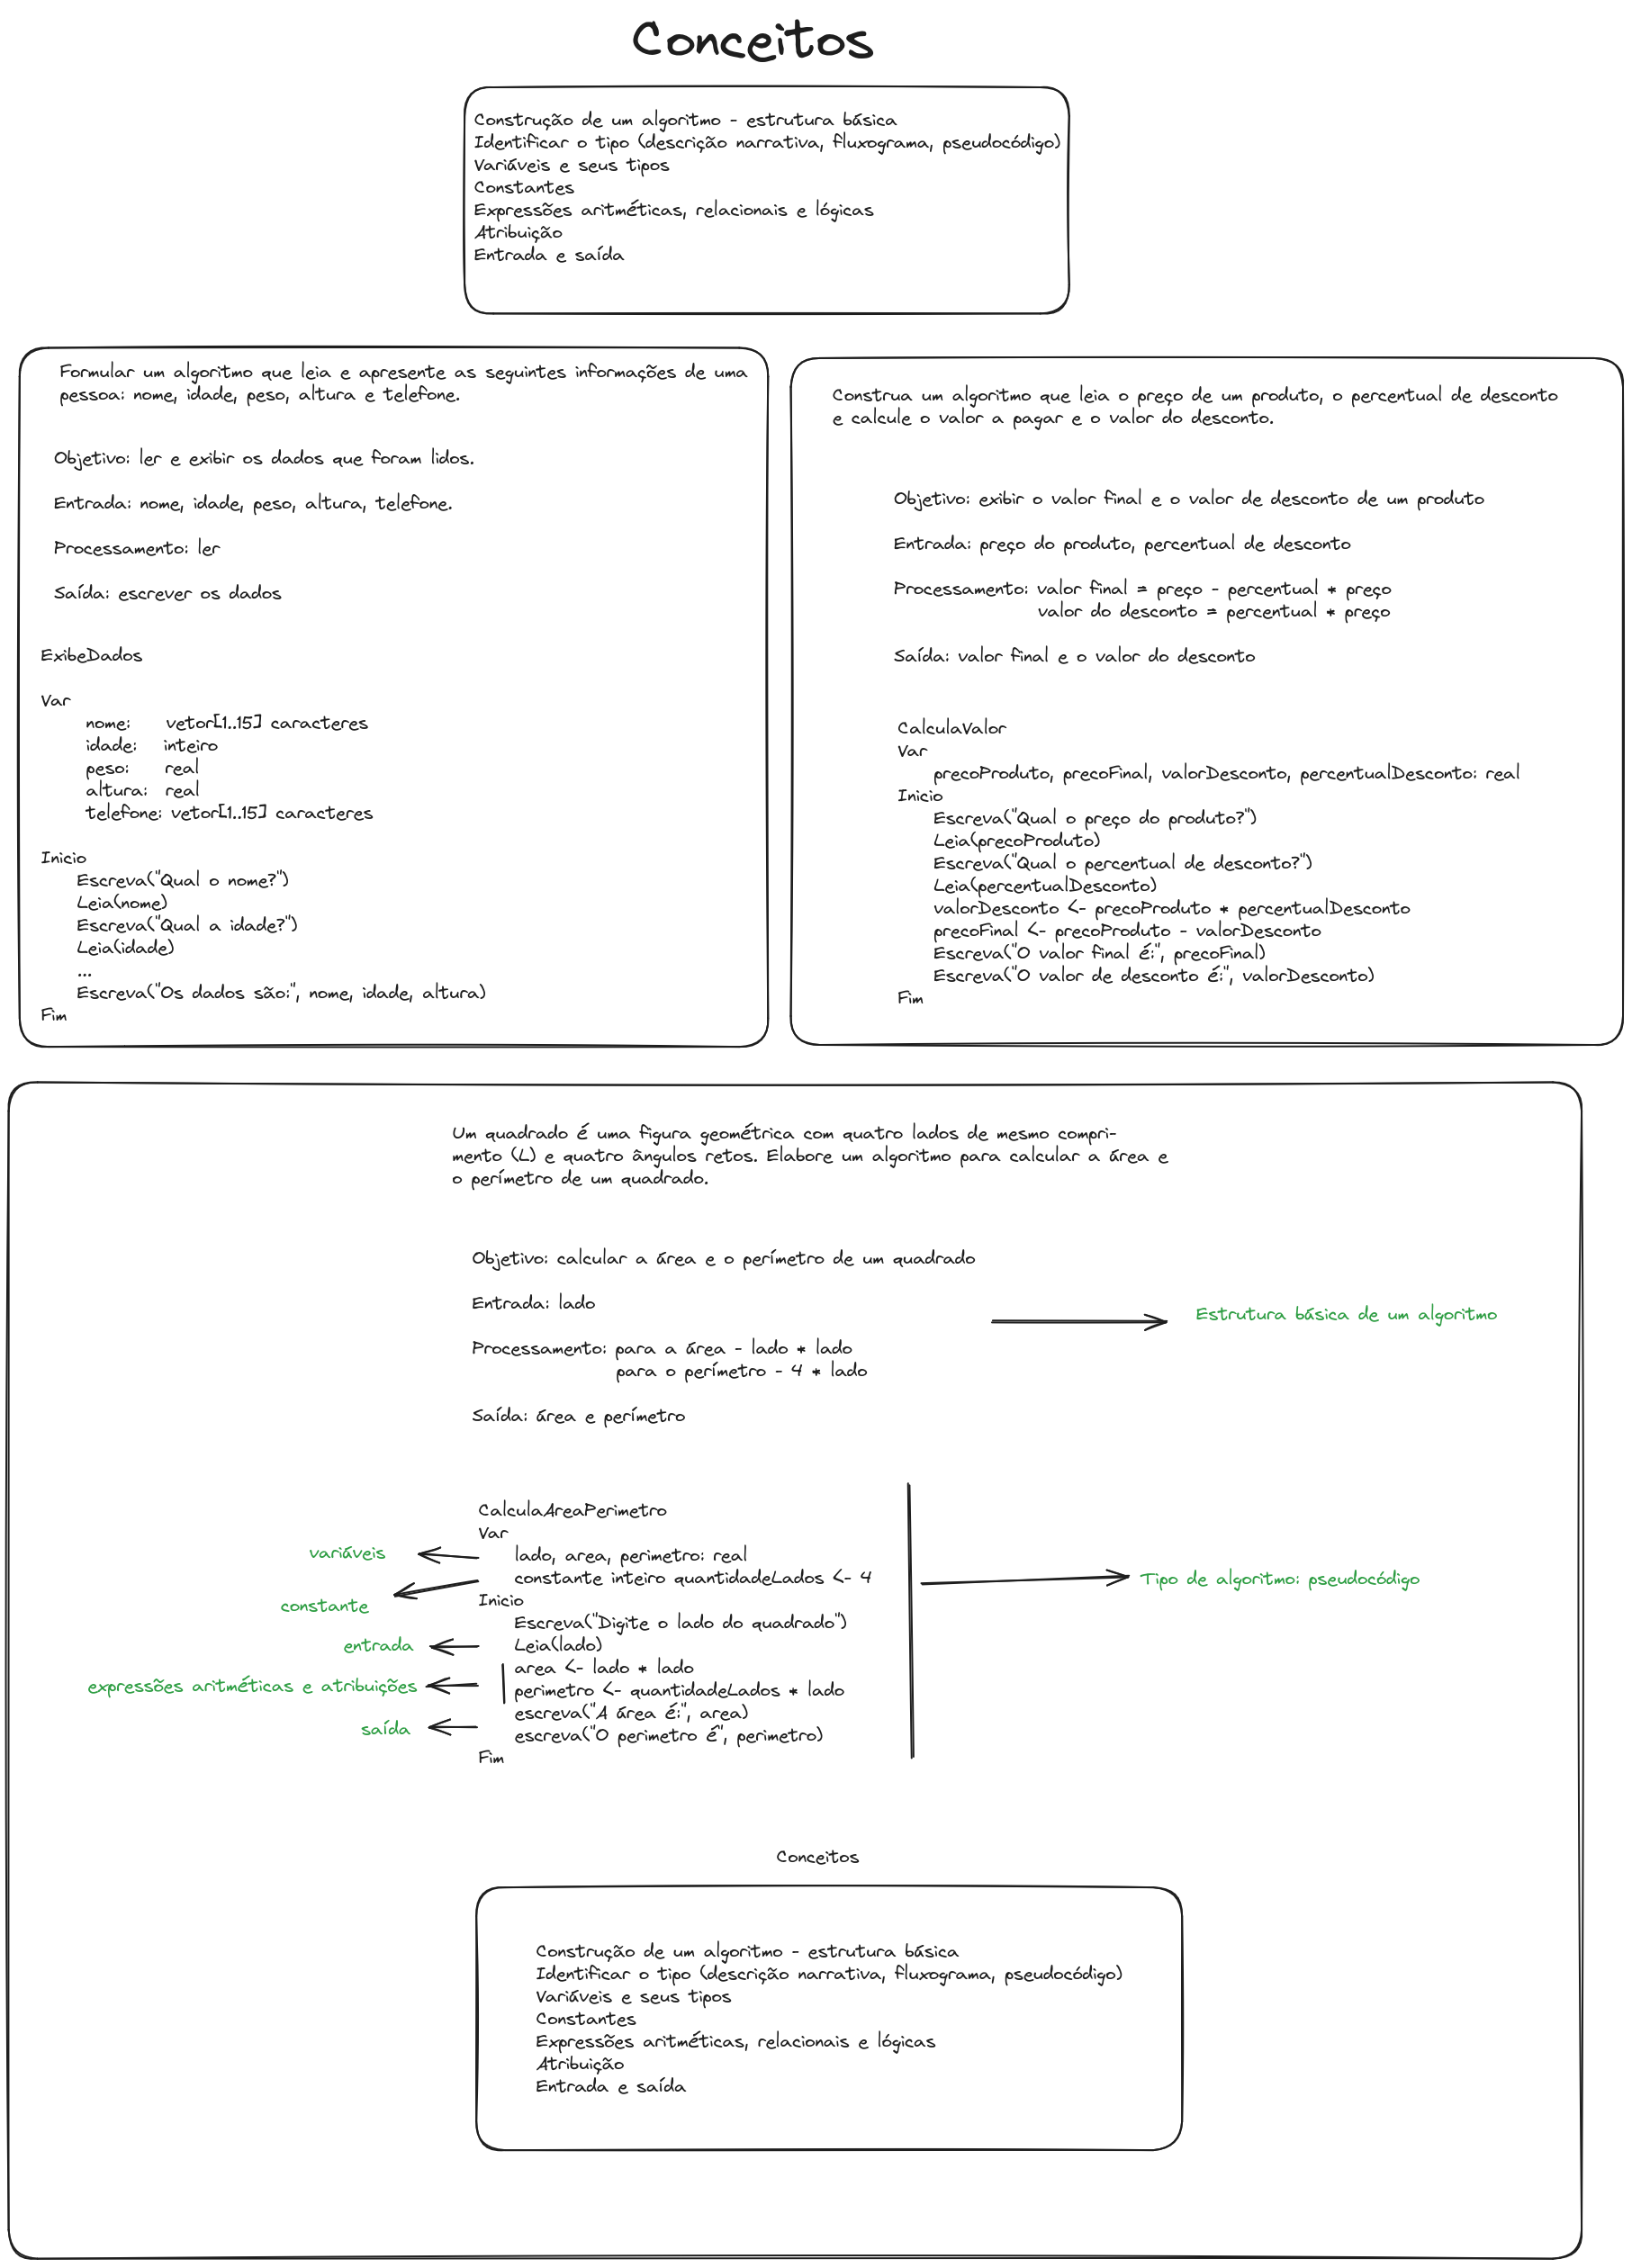 Conceitos
Construção de um algoritmo - estrutura básica
Identificar o tipo (descrição narrativa, fluxograma, pseudocódigo)
Variáveis e seus tipos
Constantes
Expressões aritméticas, relacionais e lógicas
Atribuição
Entrada e saída
Formular um algoritmo que leia e apresente as seguintes informações de uma
pessoa: nome, idade, peso, altura e telefone.
Objetivo: ler e exibir os dados que foram lidos.
Entrada: nome, idade, peso, altura, telefone.
Processamento: ler
Saída: escrever os dados
ExibeDados
Var
nome: vetor[1..15] caracteres
idade: inteiro
peso: real
altura: real
telefone: vetor[1..15] caracteres
Inicio
Escreva("Qual o nome?")
Leia(nome)
Escreva("Qual a idade?")
Leia(idade)
...
Escreva("Os dados são:", nome, idade, altura)
Fim
Construa um algoritmo que leia o preço de um produto, o percentual de desconto
e calcule o valor a pagar e o valor do desconto.
Objetivo: exibir o valor final e o valor de desconto de um produto
Entrada: preço do produto, percentual de desconto
Processamento: valor final = preço - percentual * preço
valor do desconto = percentual * preço
Saída: valor final e o valor do desconto
CalculaValor
Var
precoProduto, precoFinal, valorDesconto, percentualDesconto: real
Inicio
Escreva("Qual o preço do produto?")
Leia(precoProduto)
Escreva("Qual o percentual de desconto?")
Leia(percentualDesconto)
valorDesconto <- precoProduto * percentualDesconto
precoFinal <- precoProduto - valorDesconto
Escreva("O valor final é:", precoFinal)
Escreva("O valor de desconto é:", valorDesconto)
Fim
Um quadrado é uma figura geométrica com quatro lados de mesmo compri-
mento (L) e quatro ângulos retos. Elabore um algoritmo para calcular a área e
o perímetro de um quadrado.
Objetivo: calcular a área e o perímetro de um quadrado
Entrada: lado
Processamento: para a área - lado * lado
para o perímetro - 4 * lado
Saída: área e perímetro
Estrutura básica de um algoritmo
CalculaAreaPerimetro
Var
lado, area, perimetro: real
constante inteiro quantidadeLados <- 4
Inicio
Escreva("Digite o lado do quadrado")
Leia(lado)
area <- lado * lado
perimetro <- quantidadeLados * lado
escreva("A área é:", area)
escreva("O perimetro é", perimetro)
Fim
variáveis
constante
entrada
expressões aritméticas e atribuições
saída
Tipo de algoritmo: pseudocódigo
Conceitos
Construção de um algoritmo - estrutura básica
Identificar o tipo (descrição narrativa, fluxograma, pseudocódigo)
Variáveis e seus tipos
Constantes
Expressões aritméticas, relacionais e lógicas
Atribuição
Entrada e saída